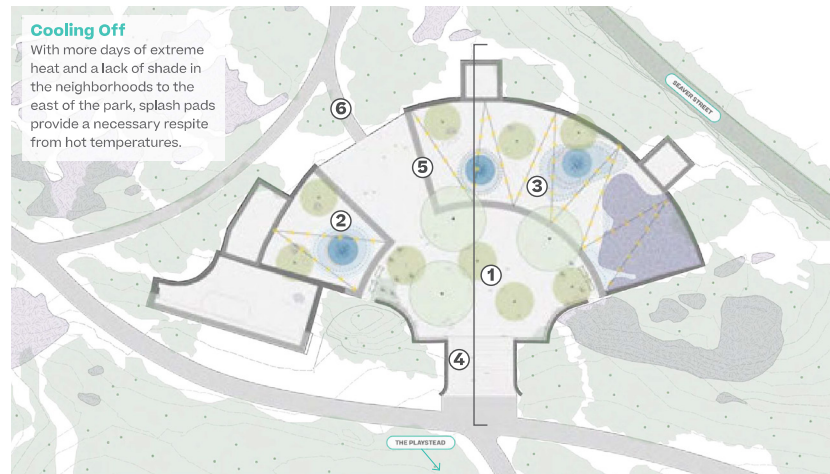 Cooling Off
With more days of extreme
heat and a lack of shade in
the neighborhoods to the
east of the park, splash pads
provide a necessary respite
from hot temperatures.
SEAVER STREET
6
5
3
2
1
4
THE PLAYSTEAD